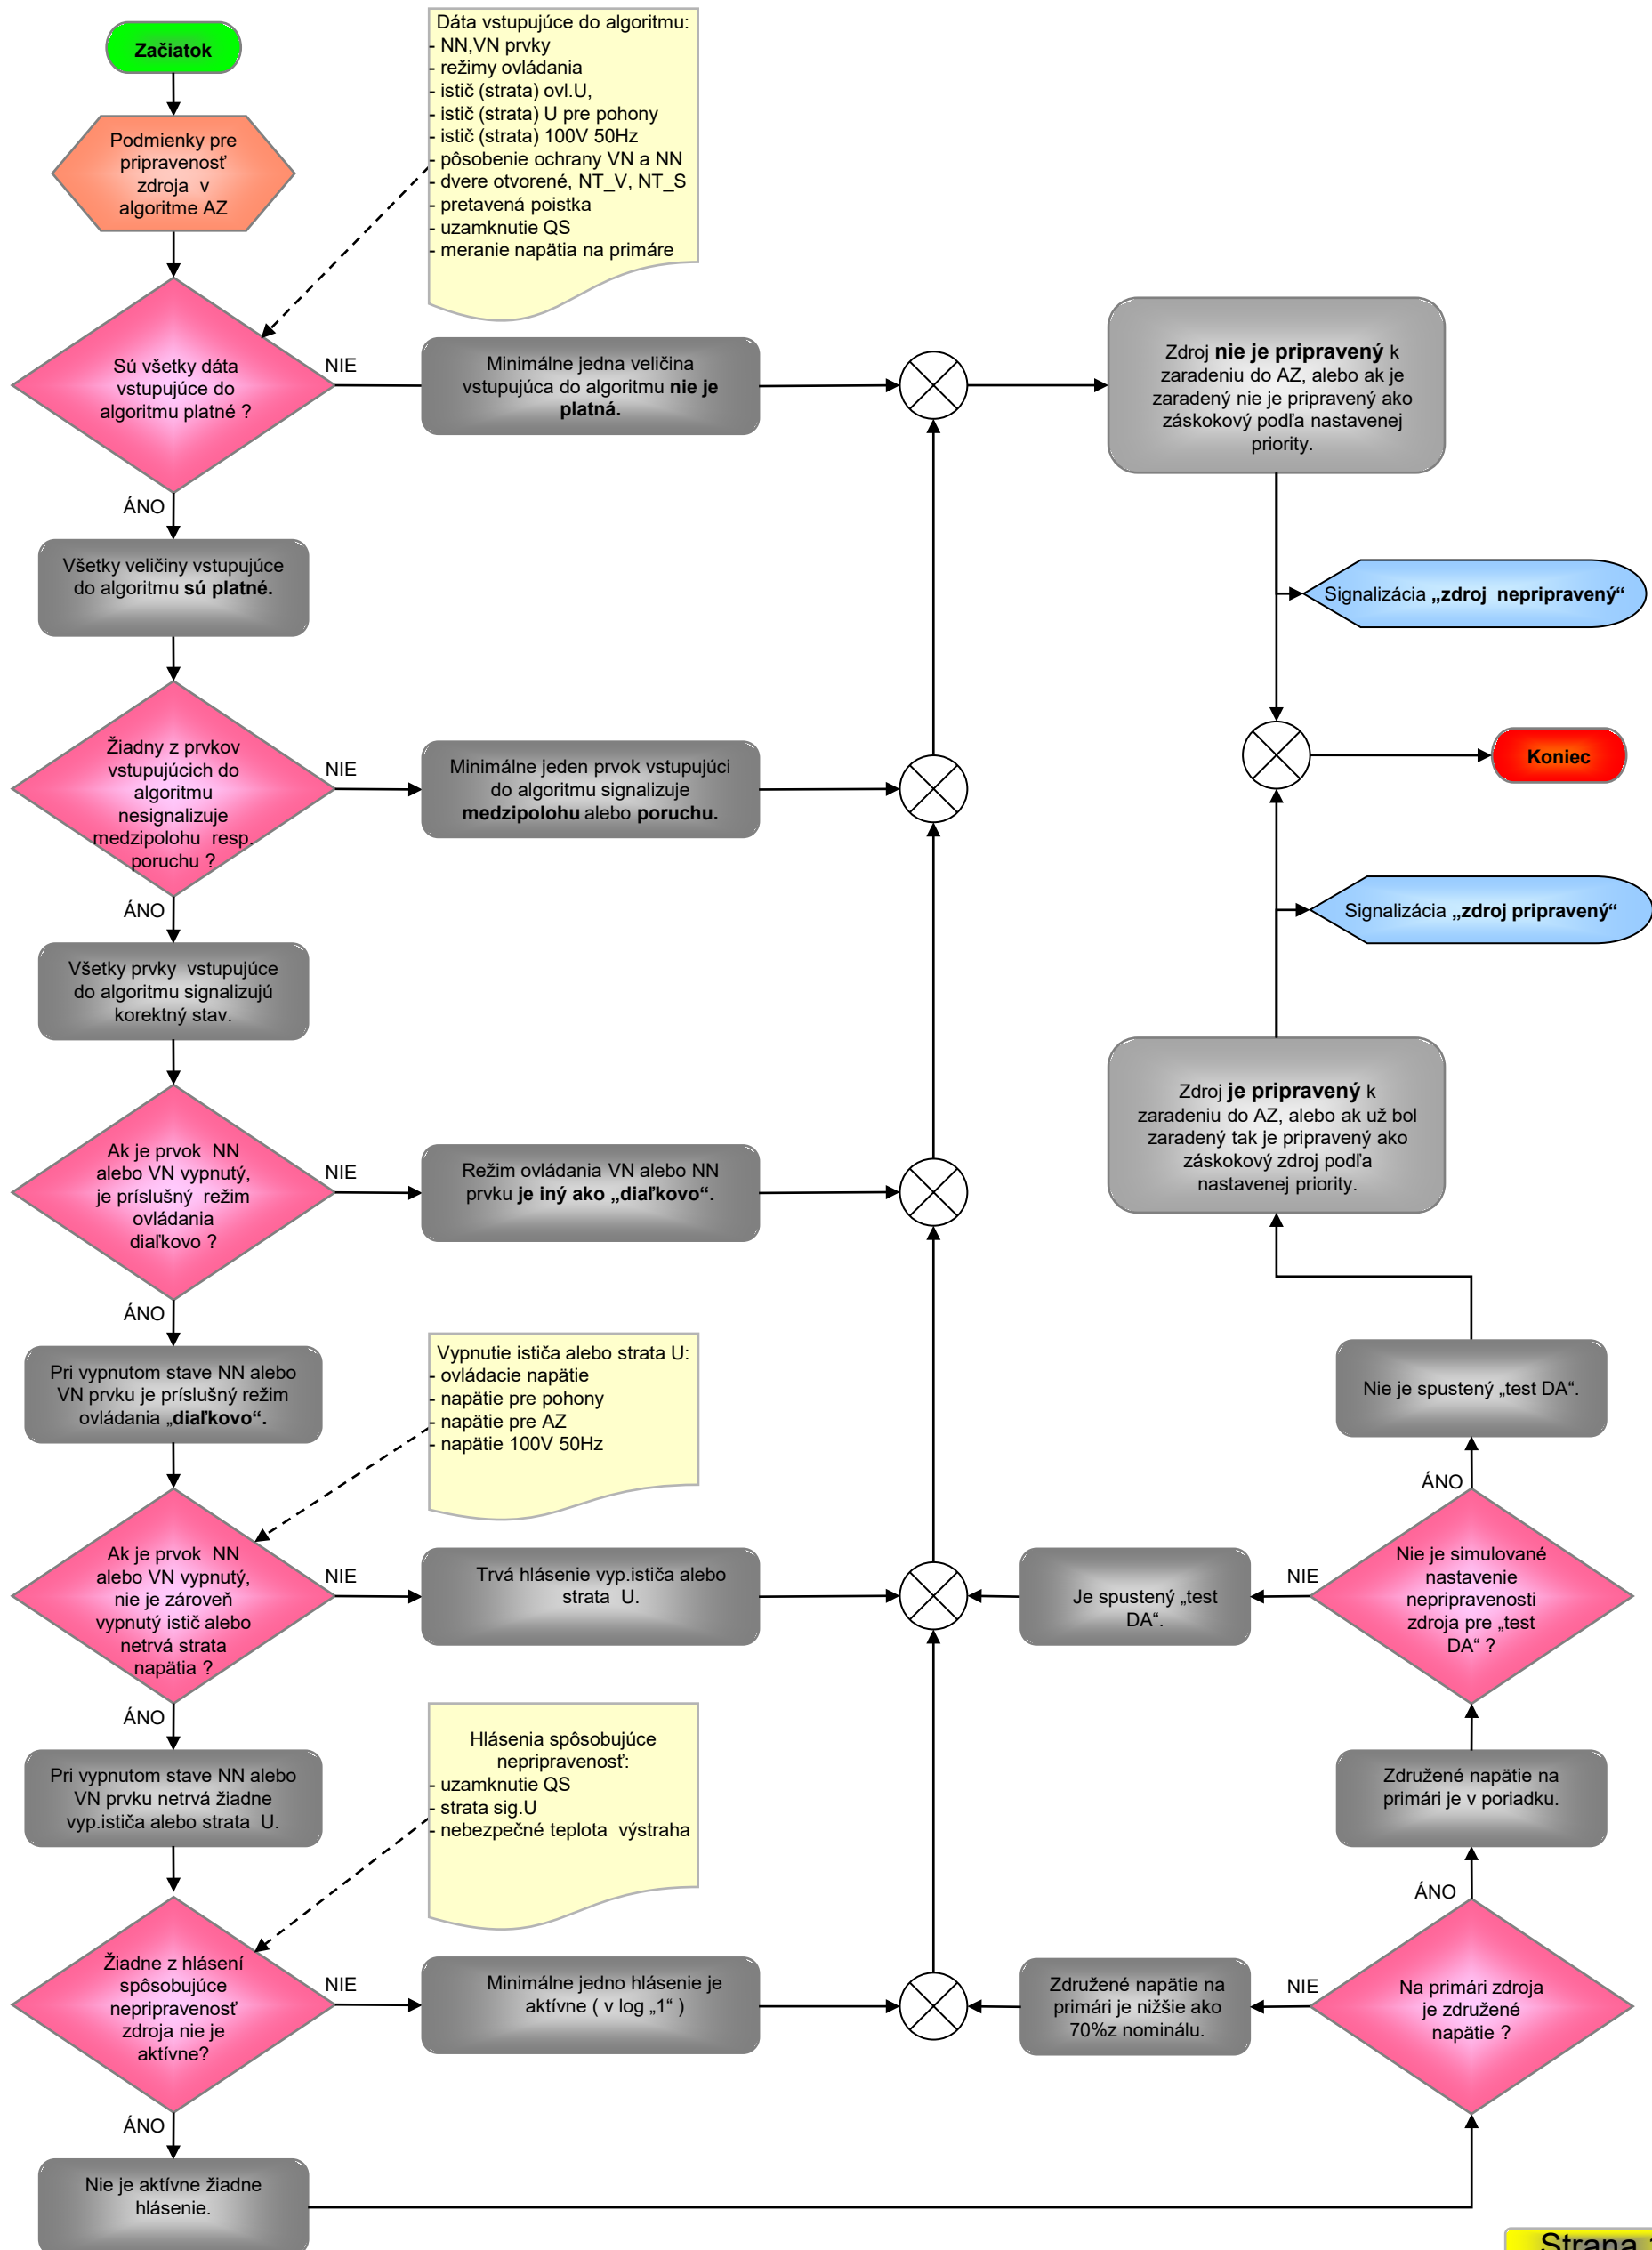 Začiatok
Podmienky pre
pripravenosť
zdroja v
algoritme AZ
Dáta vstupujúce do algoritmu:
- NN,VN prvky
- režimy ovládania
- istič (strata) ovl.U,
- istič (strata) U pre pohony
- istič (strata) 100V 50Hz
- pôsobenie ochrany VN a NN
- dvere otvorené, NT_V, NT_S
- pretavená poistka
- uzamknutie QS
- meranie napätia na primáre
Sú všetky dáta
vstupujúce do
algoritmu platné ?
NIE
Minimálne jedna veličina
vstupujúca do algoritmu nie je
platná.
Zdroj nie je pripravený k
zaradeniu do AZ, alebo ak je
zaradený nie je pripravený ako
záskokový podľa nastavenej
priority.
ÁNO
Všetky veličiny vstupujúce
do algoritmu sú platné.
Signalizácia „zdroj nepripravený“
Žiadny z prvkov
vstupujúcich do
algoritmu
nesignalizuje
medzipolohu resp.
poruchu ?
NIE
Minimálne jeden prvok vstupujúci
do algoritmu signalizuje
medzipolohu alebo poruchu.
Koniec
ÁNO
Signalizácia „zdroj pripravený“
Všetky prvky vstupujúce
do algoritmu signalizujú
korektný stav.
Zdroj je pripravený k
zaradeniu do AZ, alebo ak už bol
zaradený tak je pripravený ako
záskokový zdroj podľa
nastavenej priority.
Ak je prvok NN
alebo VN vypnutý,
je príslušný režim
ovládania
diaľkovo ?
NIE
Režim ovládania VN alebo NN
prvku je iný ako „diaľkovo“.
ÁNO
Pri vypnutom stave NN alebo
VN prvku je príslušný režim
ovládania „diaľkovo“.
Vypnutie ističa alebo strata U:
- ovládacie napätie
- napätie pre pohony
- napätie pre AZ
- napätie 100V 50Hz
Nie je spustený „test DA“.
ÁNO
Ak je prvok NN
alebo VN vypnutý,
nie je zároveň
vypnutý istič alebo
netrvá strata
napätia ?
NIE
Trvá hlásenie vyp.ističa alebo
strata U.
Je spustený „test
DA“.
NIE
Nie je simulované
nastavenie
nepripravenosti
zdroja pre „test
DA“ ?
ÁNO
Pri vypnutom stave NN alebo
VN prvku netrvá žiadne
vyp.ističa alebo strata U.
Hlásenia spôsobujúce
nepripravenosť:
- uzamknutie QS
- strata sig.U
- nebezpečné teplota výstraha
Združené napätie na
primári je v poriadku.
ÁNO
Žiadne z hlásení
spôsobujúce
nepripravenosť
zdroja nie je
aktívne?
NIE
Minimálne jedno hlásenie je
aktívne ( v log „1“ )
Združené napätie na
primári je nižšie ako
70%z nominálu.
NIE
Na primári zdroja
je združené
napätie ?
ÁNO
Nie je aktívne žiadne
hlásenie.
Strana